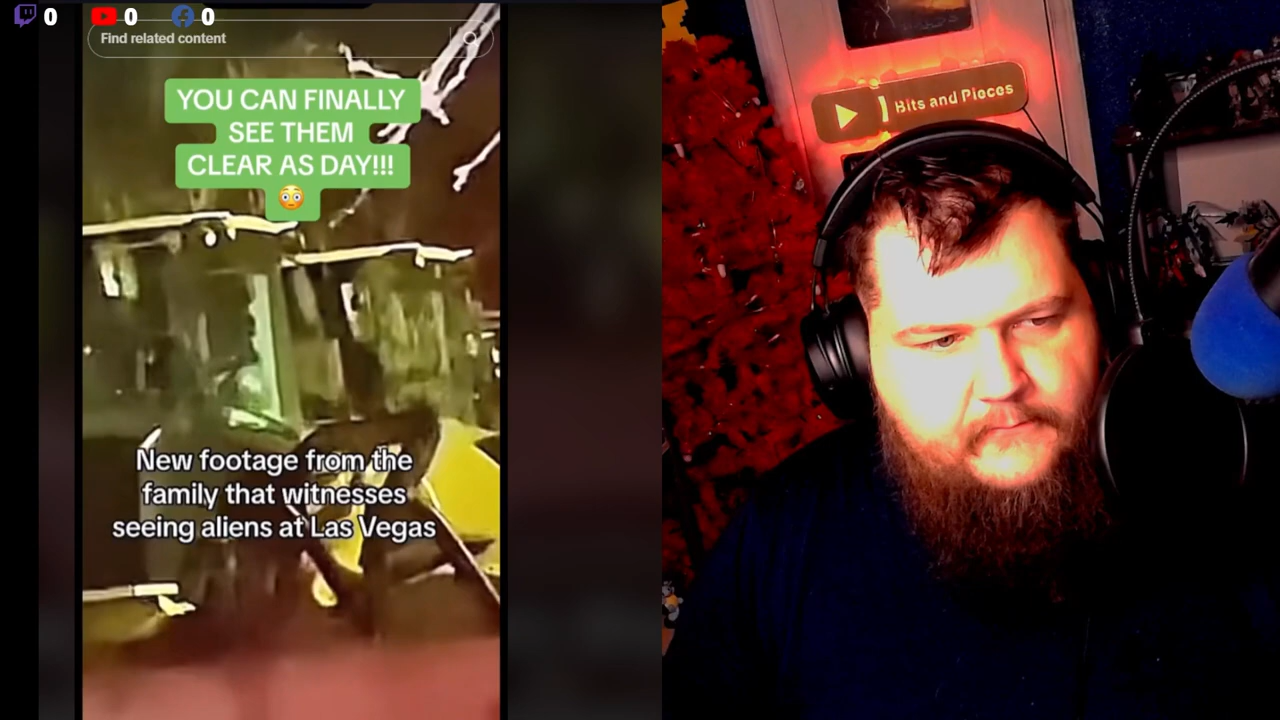 0 0 0
Find related content
YOU CAN FINALLY
SEE THEM
CLEAR AS DAY!!!
😳
New footage from the
family that witnesses
seeing aliens at Las Vegas
Bits and Pieces